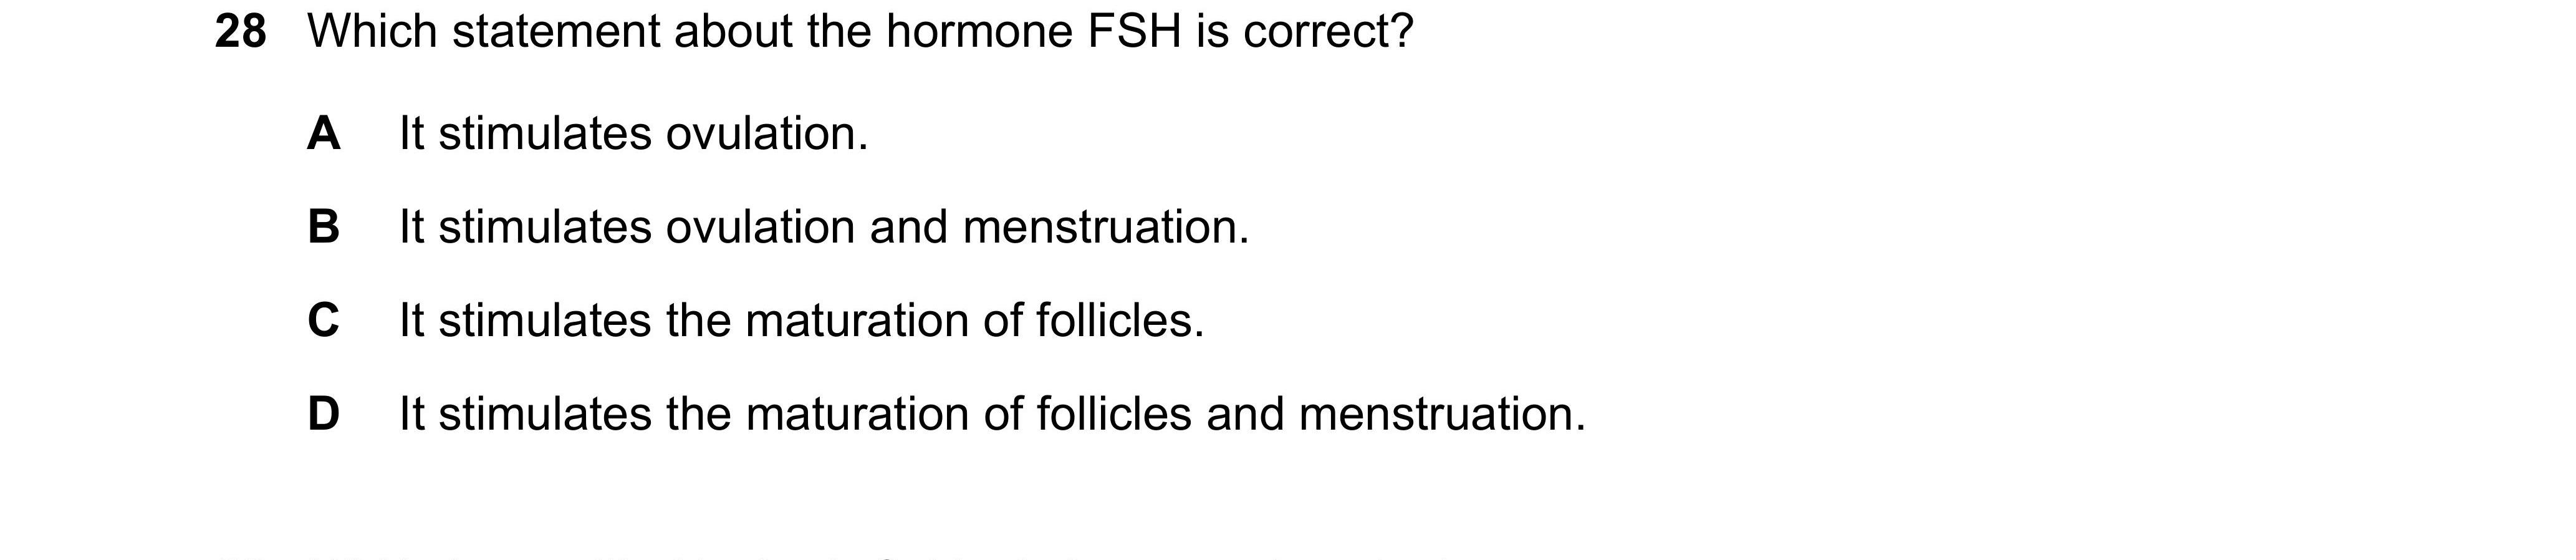 28 Which statement about the hormone FSH is correct?
A It stimulates ovulation.
B It stimulates ovulation and menstruation.
C It stimulates the maturation of follicles.
D It stimulates the maturation of follicles and menstruation.